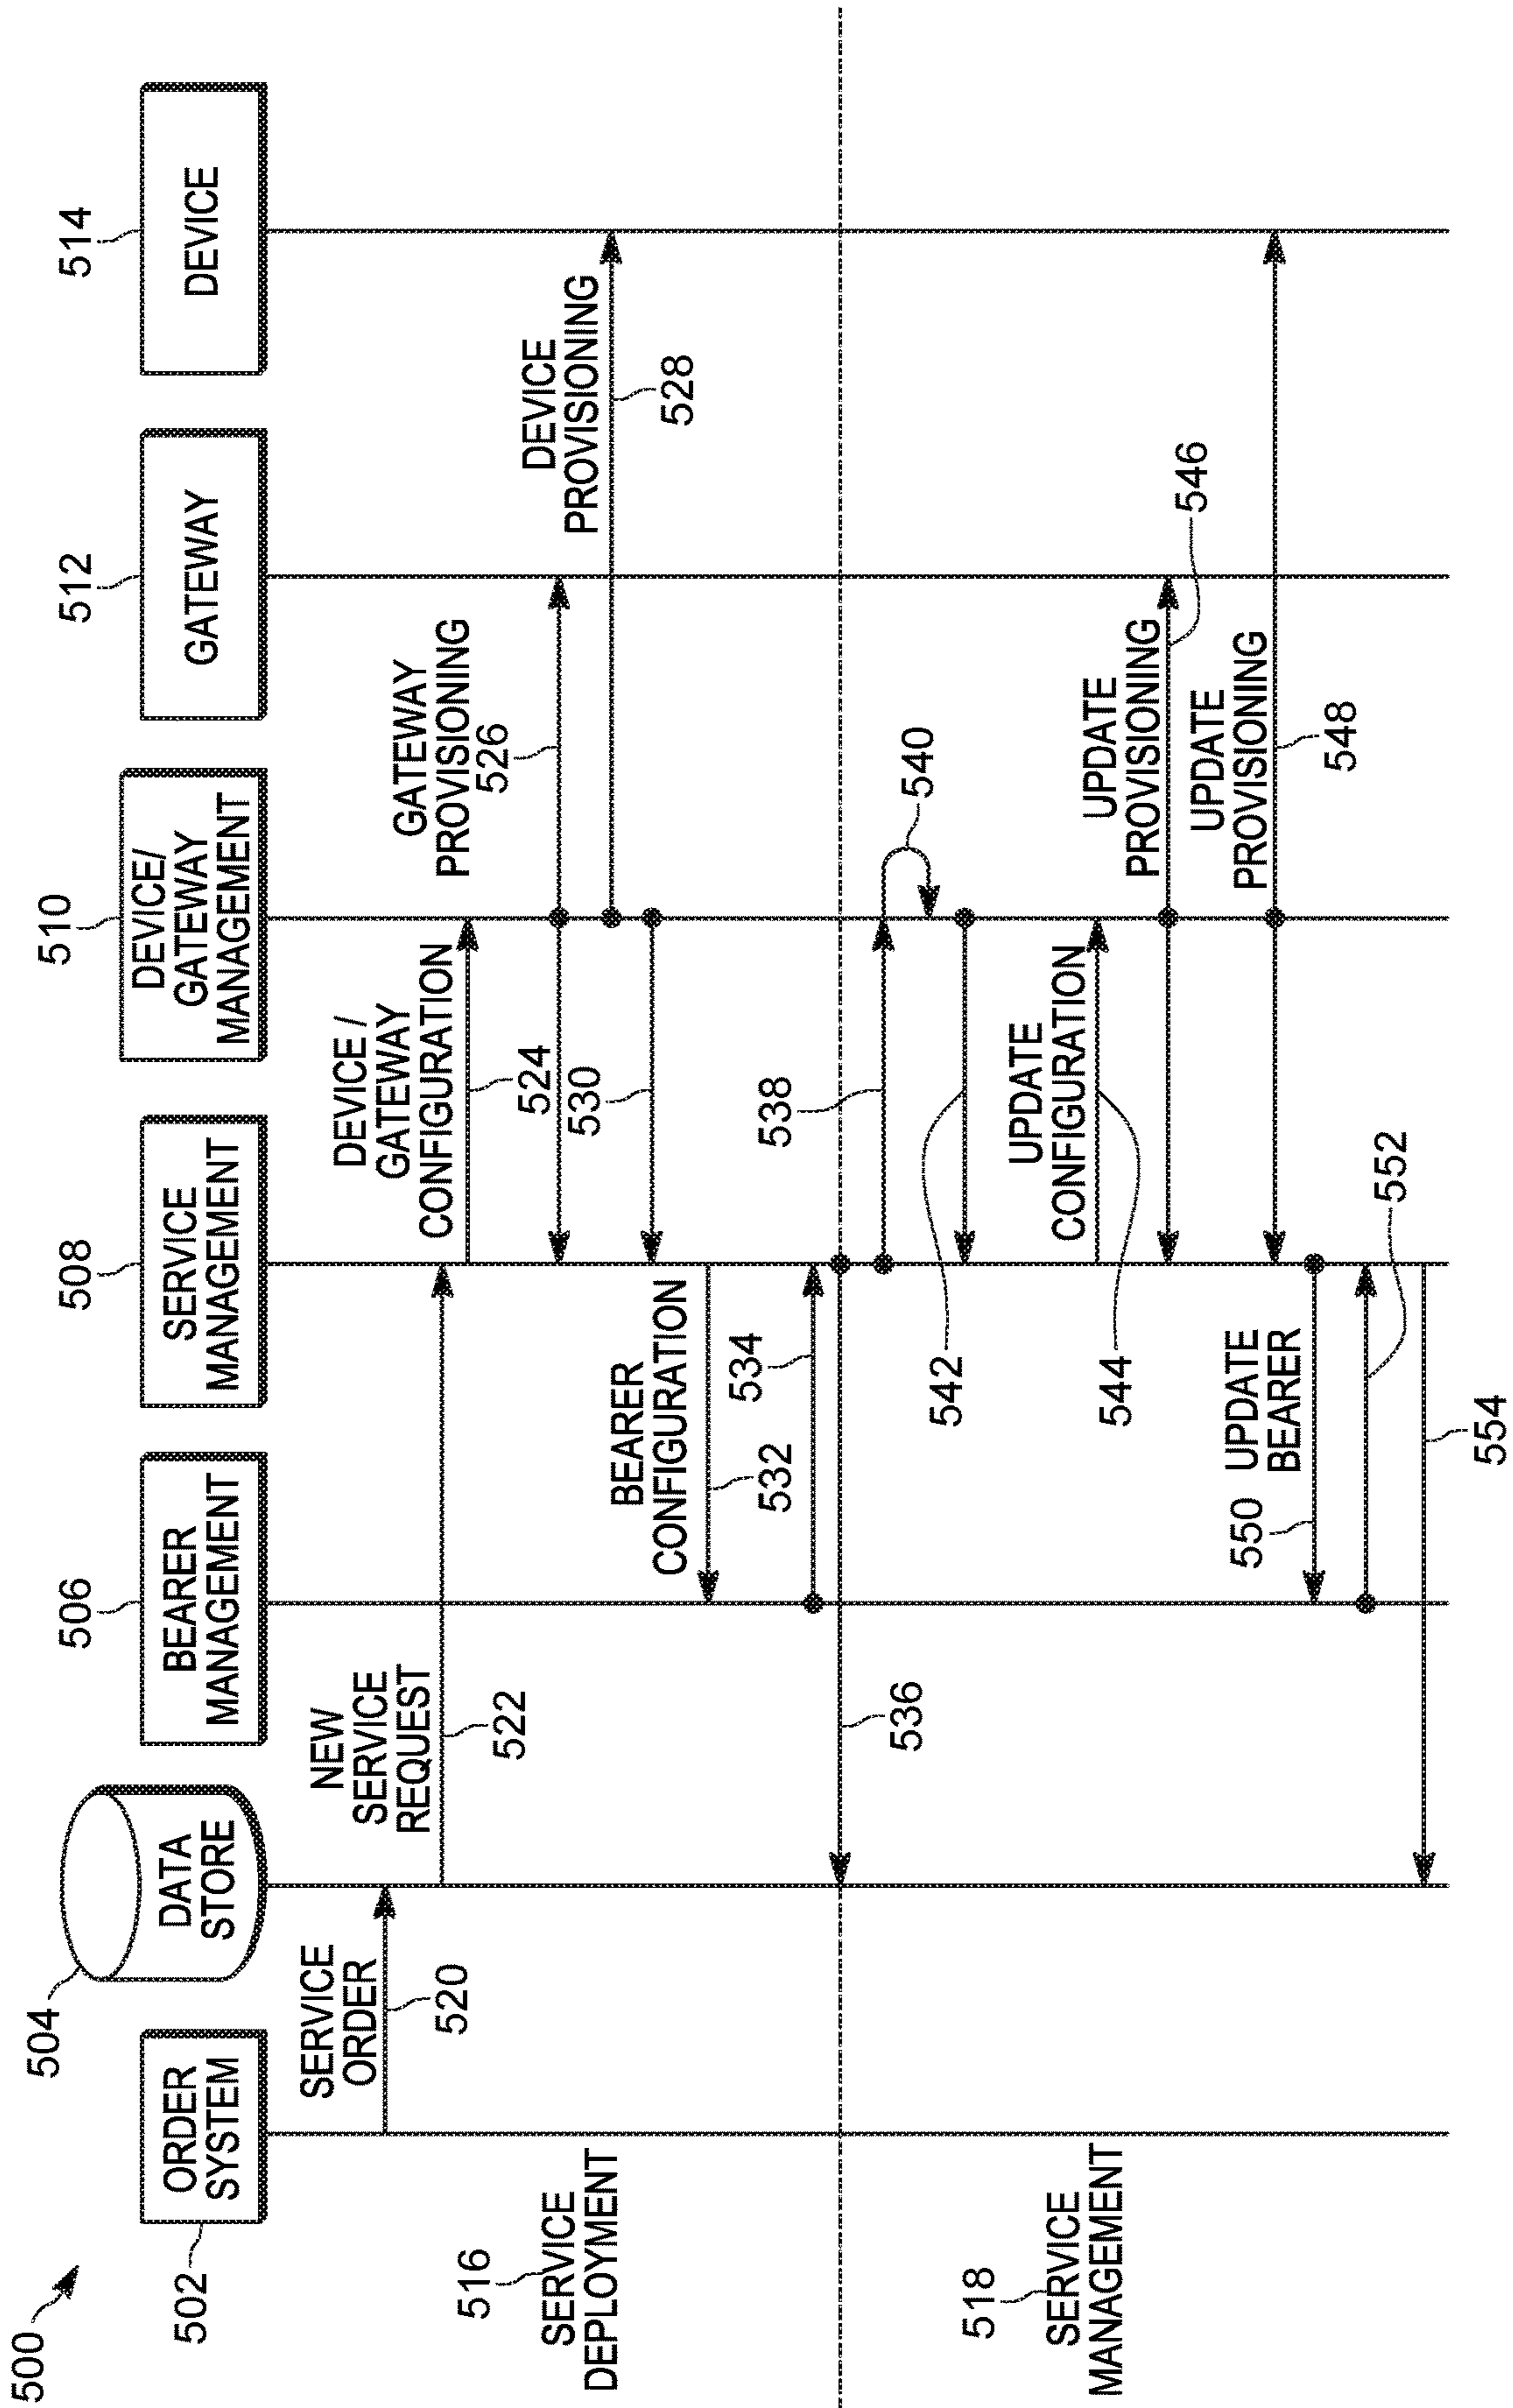 500
502
ORDER
SYSTEM
504
DATA
STORE
506
BEARER
MANAGEMENT
508
SERVICE
MANAGEMENT
510
DEVICE/
GATEWAY
MANAGEMENT
512
GATEWAY
514
DEVICE
516
SERVICE
DEPLOYMENT
SERVICE
ORDER
520
NEW
SERVICE
REQUEST
522
DEVICE /
GATEWAY
CONFIGURATION
524
GATEWAY
PROVISIONING
526
DEVICE
PROVISIONING
528
530
BEARER
CONFIGURATION
532
534
536
518
SERVICE
MANAGEMENT
538
540
542
UPDATE
CONFIGURATION
544
UPDATE
PROVISIONING
546
UPDATE
PROVISIONING
548
550
UPDATE
BEARER
552
554